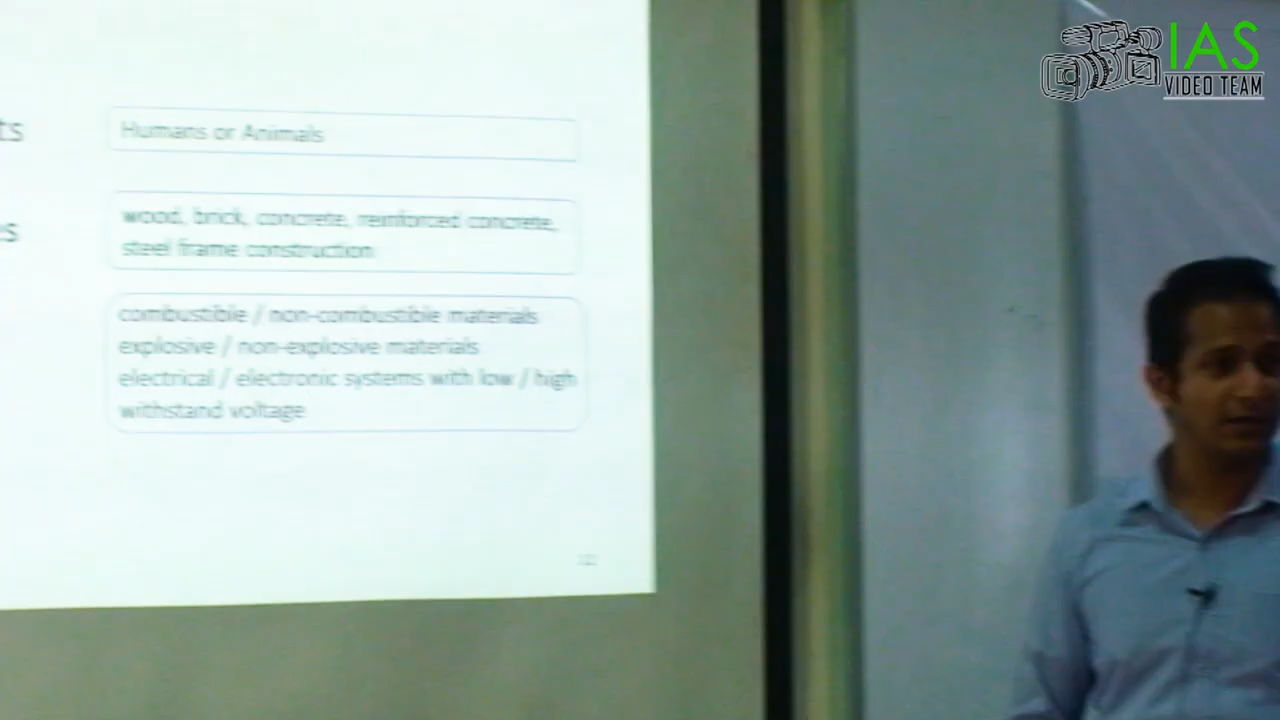 IAS
VIDEO TEAM
ts
Humans or Animals
es
wood, brick, concrete, reinforced concrete,
steel frame construction
combustible / non-combustible materials
explosive / non-explosive materials
electrical / electronic systems with low / high
withstand voltage